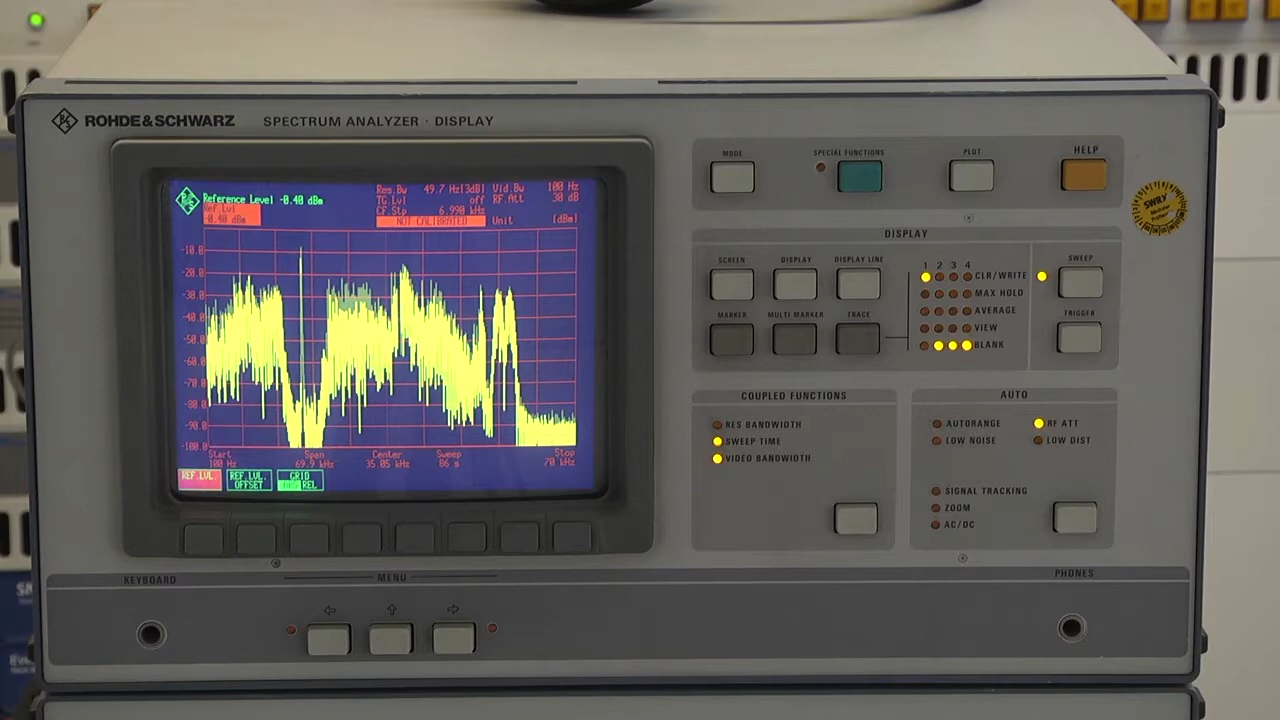 ROHDE&SCHWARZ SPECTRUM ANALYZER · DISPLAY
Reference Level -0.40 dBm
Ref.Lvl
-0.40 dBm
Res.Bw 49.7 Hz[3dB] Vid.Bw 100 Hz
TG.Lvl off RF.Att 30 dB
CF.Stp 6.990 kHz
NOT CALIBRATED Unit [dBm]
-10.0
-20.0
-30.0
-40.0
-50.0
-60.0
-70.0
-80.0
-90.0
-100.0
Start Span Center Sweep Stop
100 Hz 69.9 kHz 35.05 kHz 86 s 70 kHz
REF.LVL. REF.LVL. OFFSET GRID REL
MODE SPECIAL FUNCTIONS PLOT HELP
SWRY
DISPLAY
SCREEN DISPLAY DISPLAY LINE
MARKER MULTI MARKER TRACE
1 2 3 4
CLR/WRITE
MAX HOLD
AVERAGE
VIEW
BLANK
SWEEP
TRIGGER
COUPLED FUNCTIONS
RES BANDWIDTH
SWEEP TIME
VIDEO BANDWIDTH
AUTO
AUTORANGE RF ATT
LOW NOISE LOW DIST
SIGNAL TRACKING
ZOOM
AC/DC
KEYBOARD MENU PHONES